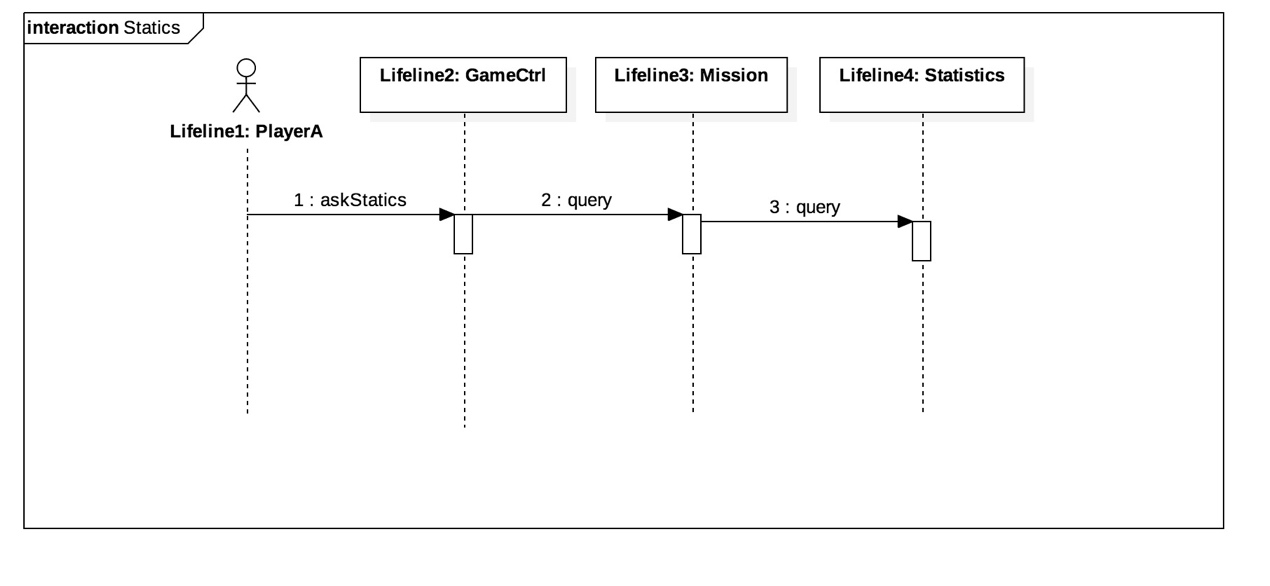 interaction Statics
Lifeline1: PlayerA
Lifeline2: GameCtrl
Lifeline3: Mission
Lifeline4: Statistics
1 : askStatics
2 : query
3 : query